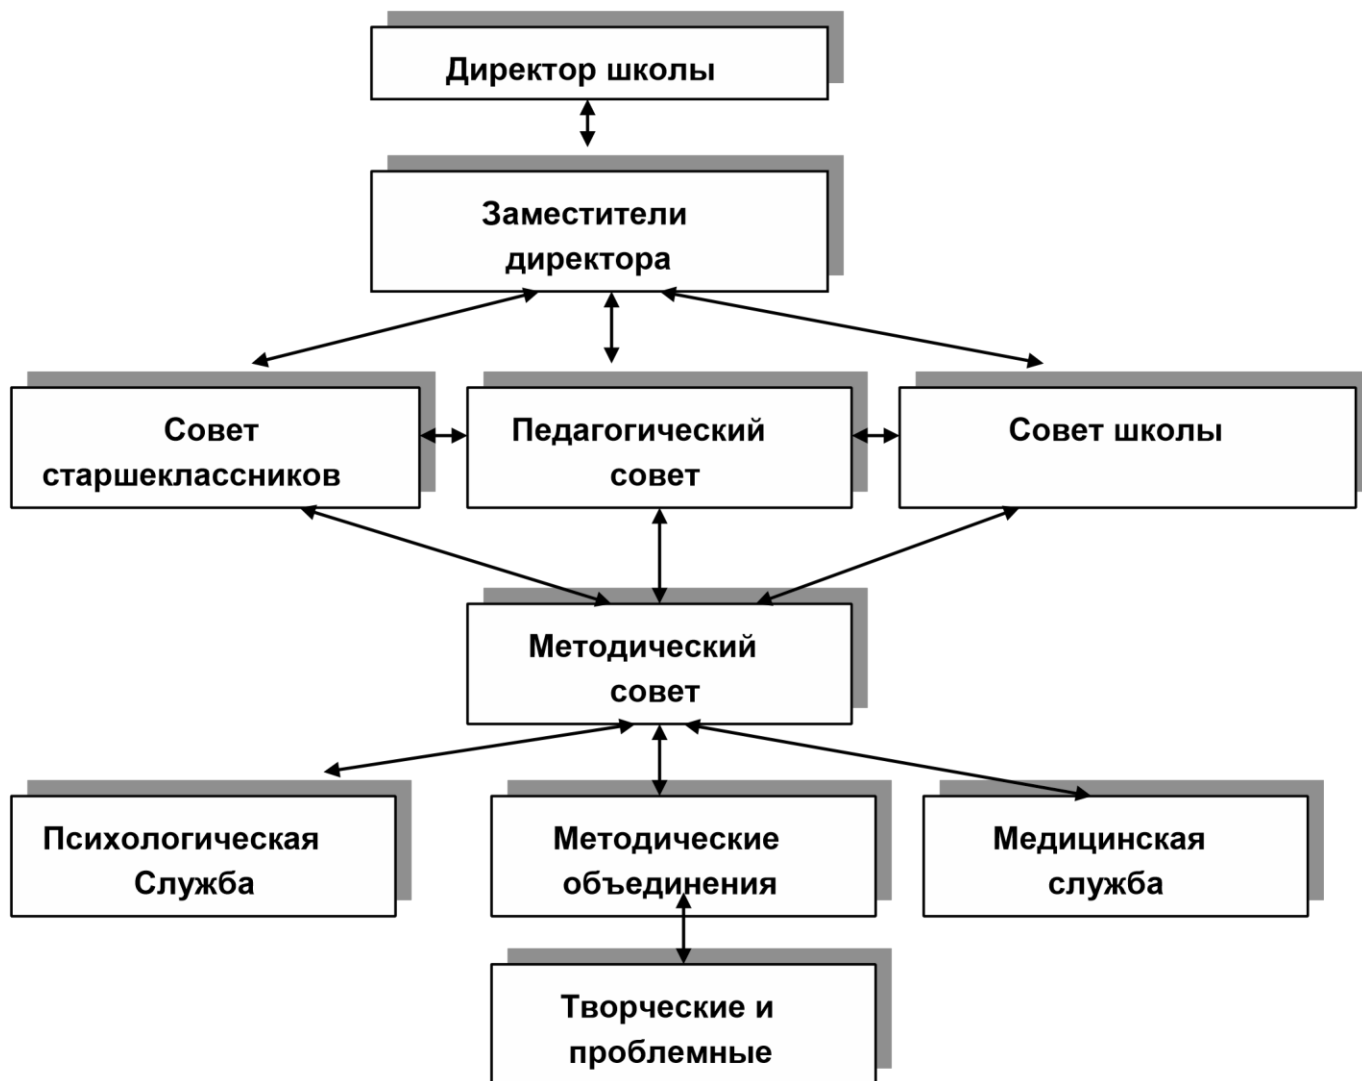 Директор школы
Заместители
директора
Совет
старшеклассников
Педагогический
совет
Совет школы
Методический
совет
Психологическая
Служба
Методические
объединения
Медицинская
служба
Творческие и
проблемные